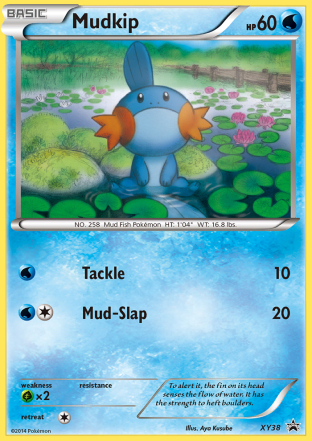 BASIC
Mudkip
HP60
NO. 258 Mud Fish Pokémon HT: 1'04" WT: 16.8 lbs.
Tackle 10
Mud-Slap 20
weakness
resistance
×2
To alert it, the fin on its head
senses the flow of water. It has
the strength to heft boulders.
retreat
Illus. Aya Kusube
XY38
©2014 Pokémon